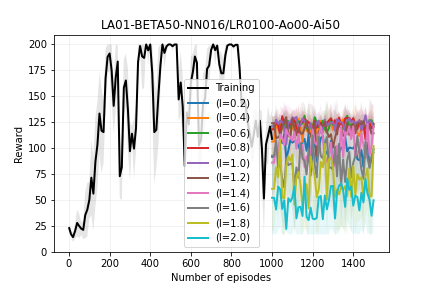 LA01-BETA50-NN016/LR0100-Ao00-Ai50
Reward
200
175
150
125
100
75
50
25
0
Training
(l=0.2)
(l=0.4)
(l=0.6)
(l=0.8)
(l=1.0)
(l=1.2)
(l=1.4)
(l=1.6)
(l=1.8)
(l=2.0)
0 200 400 600 800 1000 1200 1400
Number of episodes